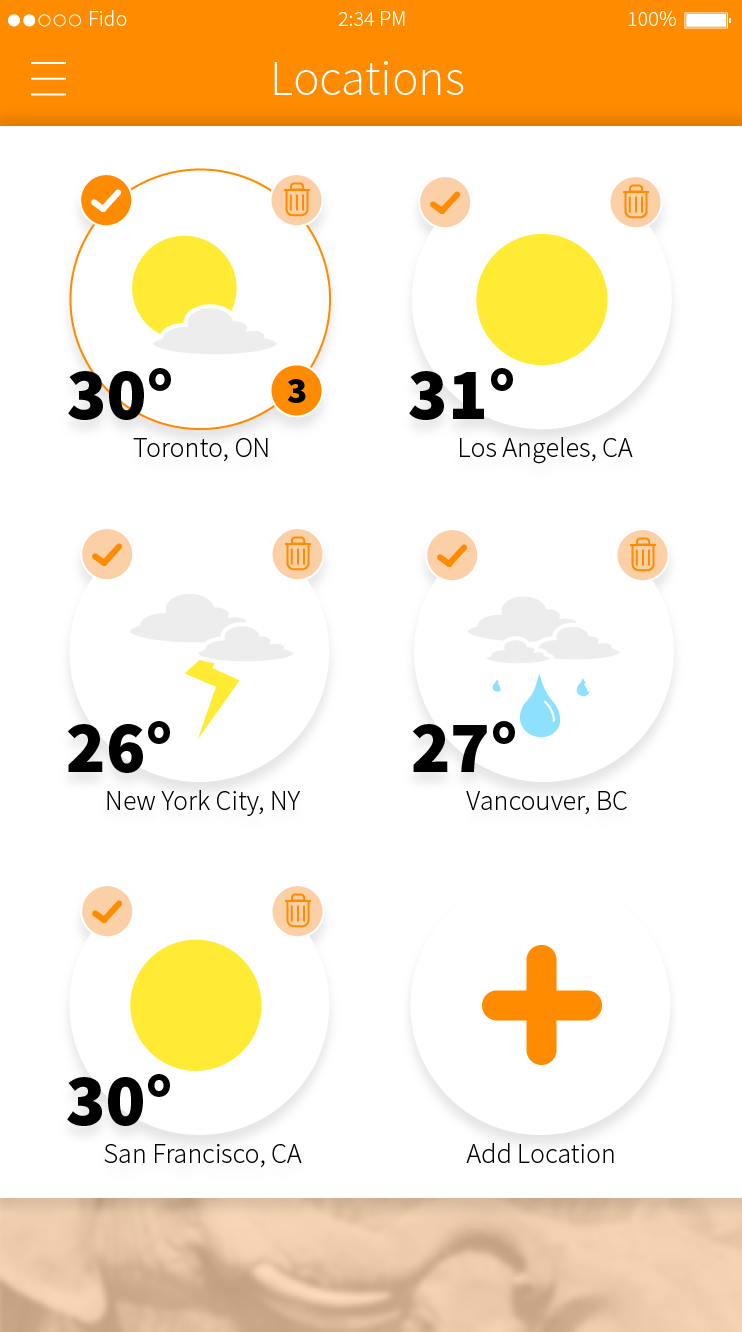 Fido 2:34 PM 100%
Locations
30° 3
Toronto, ON
31°
Los Angeles, CA
26°
New York City, NY
27°
Vancouver, BC
30°
San Francisco, CA
Add Location